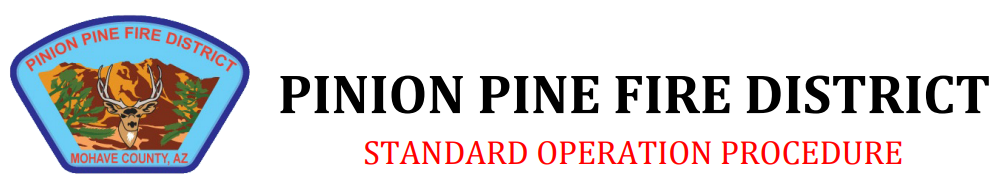 PINION PINE FIRE DISTRICT
MOHAVE COUNTY, AZ
PINION PINE FIRE DISTRICT
STANDARD OPERATION PROCEDURE